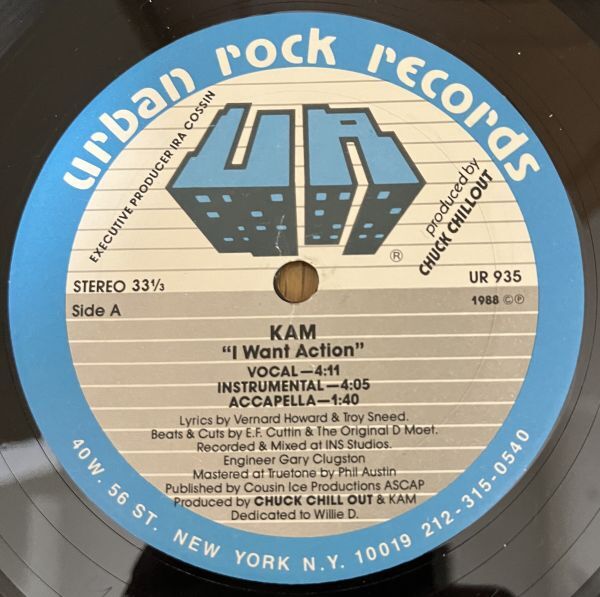 urban rock records
EXECUTIVE PRODUCER IRA COSSIN
UR
®
produced by
CHUCK CHILLOUT
STEREO 33⅓
UR 935
Side A
1988 ©℗
KAM
"I Want Action"
VOCAL—4:11
INSTRUMENTAL—4:05
ACCAPELLA—1:40
Lyrics by Vernard Howard & Troy Sneed.
Beats & Cuts by E.F. Cuttin & The Original D Moet.
Recorded & Mixed at INS Studios.
Engineer Gary Clugston
Mastered at Truetone by Phil Austin
Published by Cousin Ice Productions ASCAP
Produced by CHUCK CHILL OUT & KAM
Dedicated to Willie D.
40 W. 56 ST. NEW YORK N.Y. 10019 212-315-0540